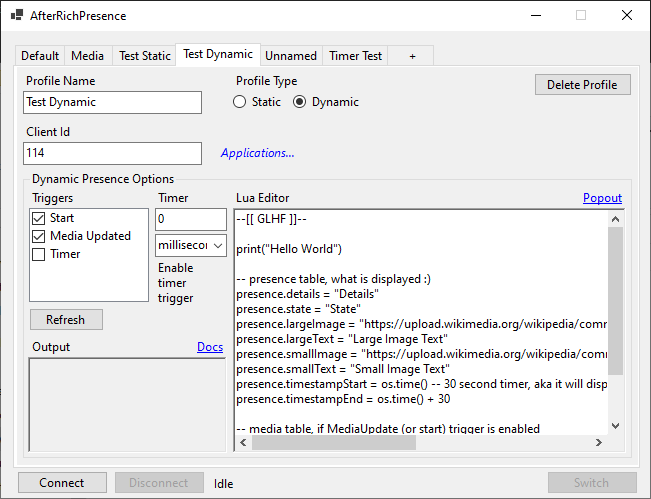 AfterRichPresence
Default Media Test Static Test Dynamic Unnamed Timer Test +
Profile Name
Test Dynamic
Profile Type
Static Dynamic
Delete Profile
Client Id
114
Applications...
Dynamic Presence Options
Triggers
Start
Media Updated
Timer
Refresh
Timer
0
millisecon
Enable
timer
trigger
Output
Docs
Lua Editor
Popout
--[[ GLHF ]]--
print("Hello World")
-- presence table, what is displayed :)
presence.details = "Details"
presence.state = "State"
presence.largeImage = "https://upload.wikimedia.org/wikipedia/com
presence.largeText = "Large Image Text"
presence.smallImage = "https://upload.wikimedia.org/wikipedia/com
presence.smallText = "Small Image Text"
presence.timestampStart = os.time() -- 30 second timer, aka it will disp
presence.timestampEnd = os.time() + 30
-- media table, if MediaUpdate (or start) trigger is enabled
Connect Disconnect Idle
Switch